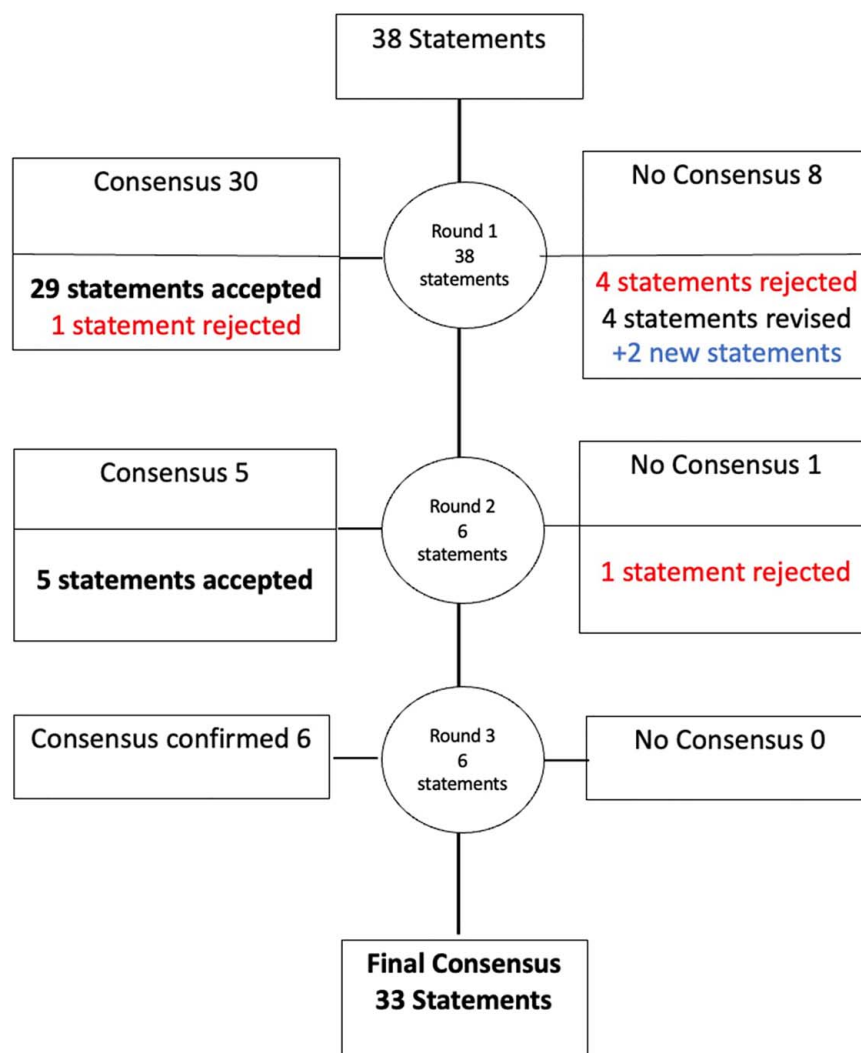 38 Statements
Consensus 30
29 statements accepted
1 statement rejected
Round 1
38
statements
No Consensus 8
4 statements rejected
4 statements revised
+2 new statements
Consensus 5
5 statements accepted
Round 2
6
statements
No Consensus 1
1 statement rejected
Consensus confirmed 6
Round 3
6
statements
No Consensus 0
Final Consensus
33 Statements